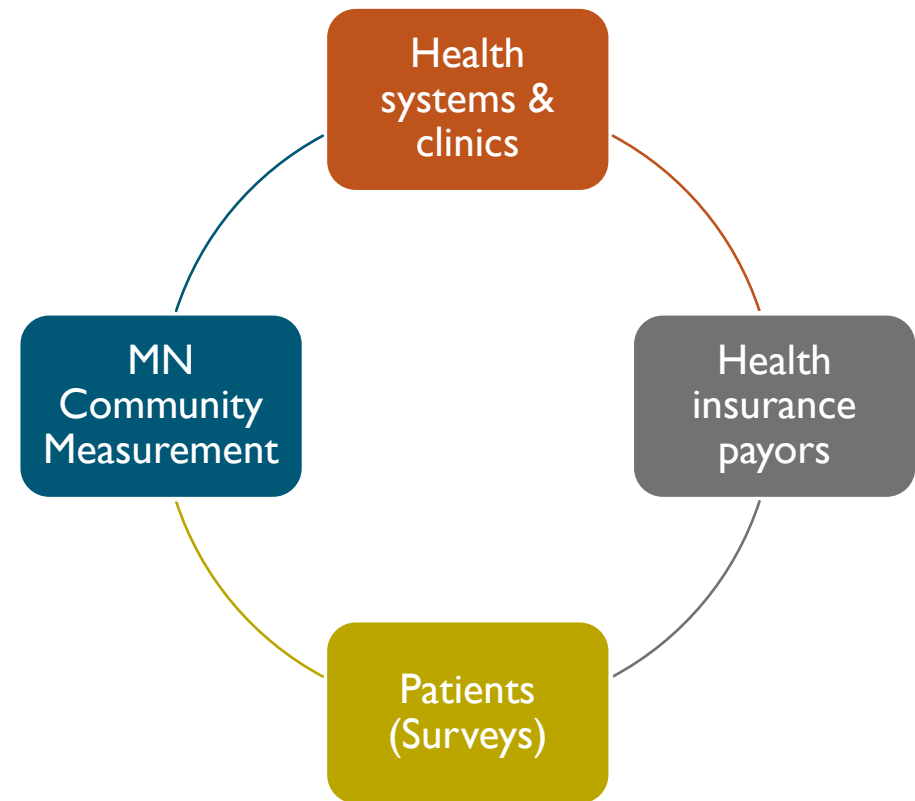 Health
systems &
clinics
MN
Community
Measurement
Health
insurance
payors
Patients
(Surveys)